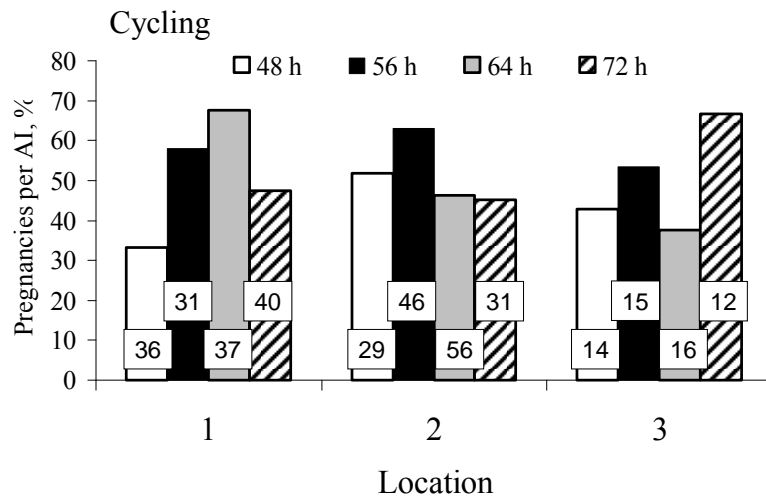 Cycling
48 h 56 h 64 h 72 h
Pregnancies per AI, %
80
70
60
50
40
30
20
10
0
31 40 46 31 15 12
36 37 29 56 14 16
1 2 3
Location